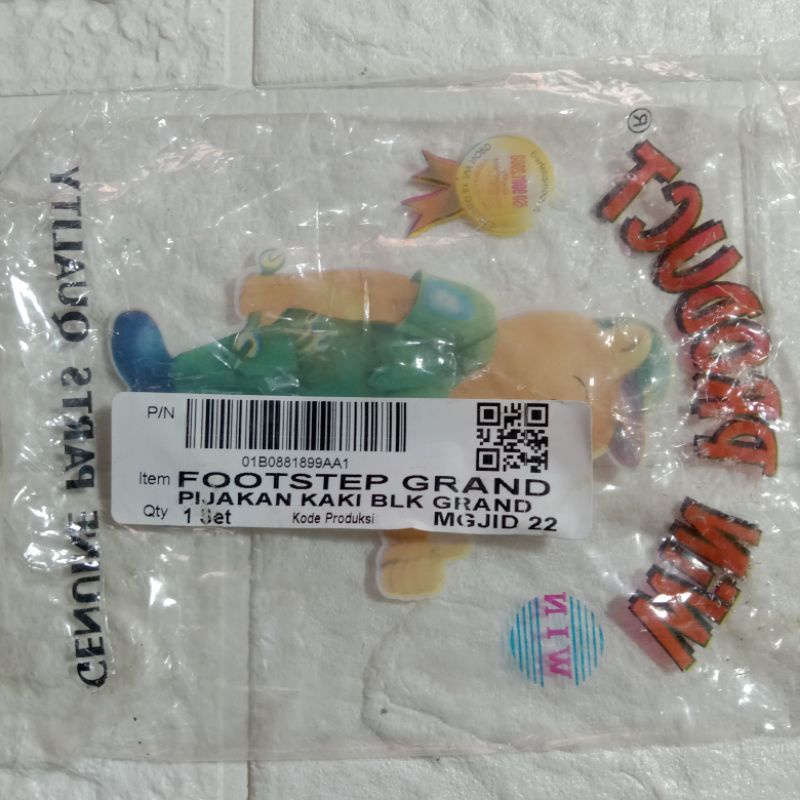 P/N
01B0881899AA1
Item FOOTSTEP GRAND
PIJAKAN KAKI BLK GRAND
Qty 1 Set Kode Produksi MGJID 22
GENUINE PARTS QUALITY
WIN PRODUCT ®
WIN